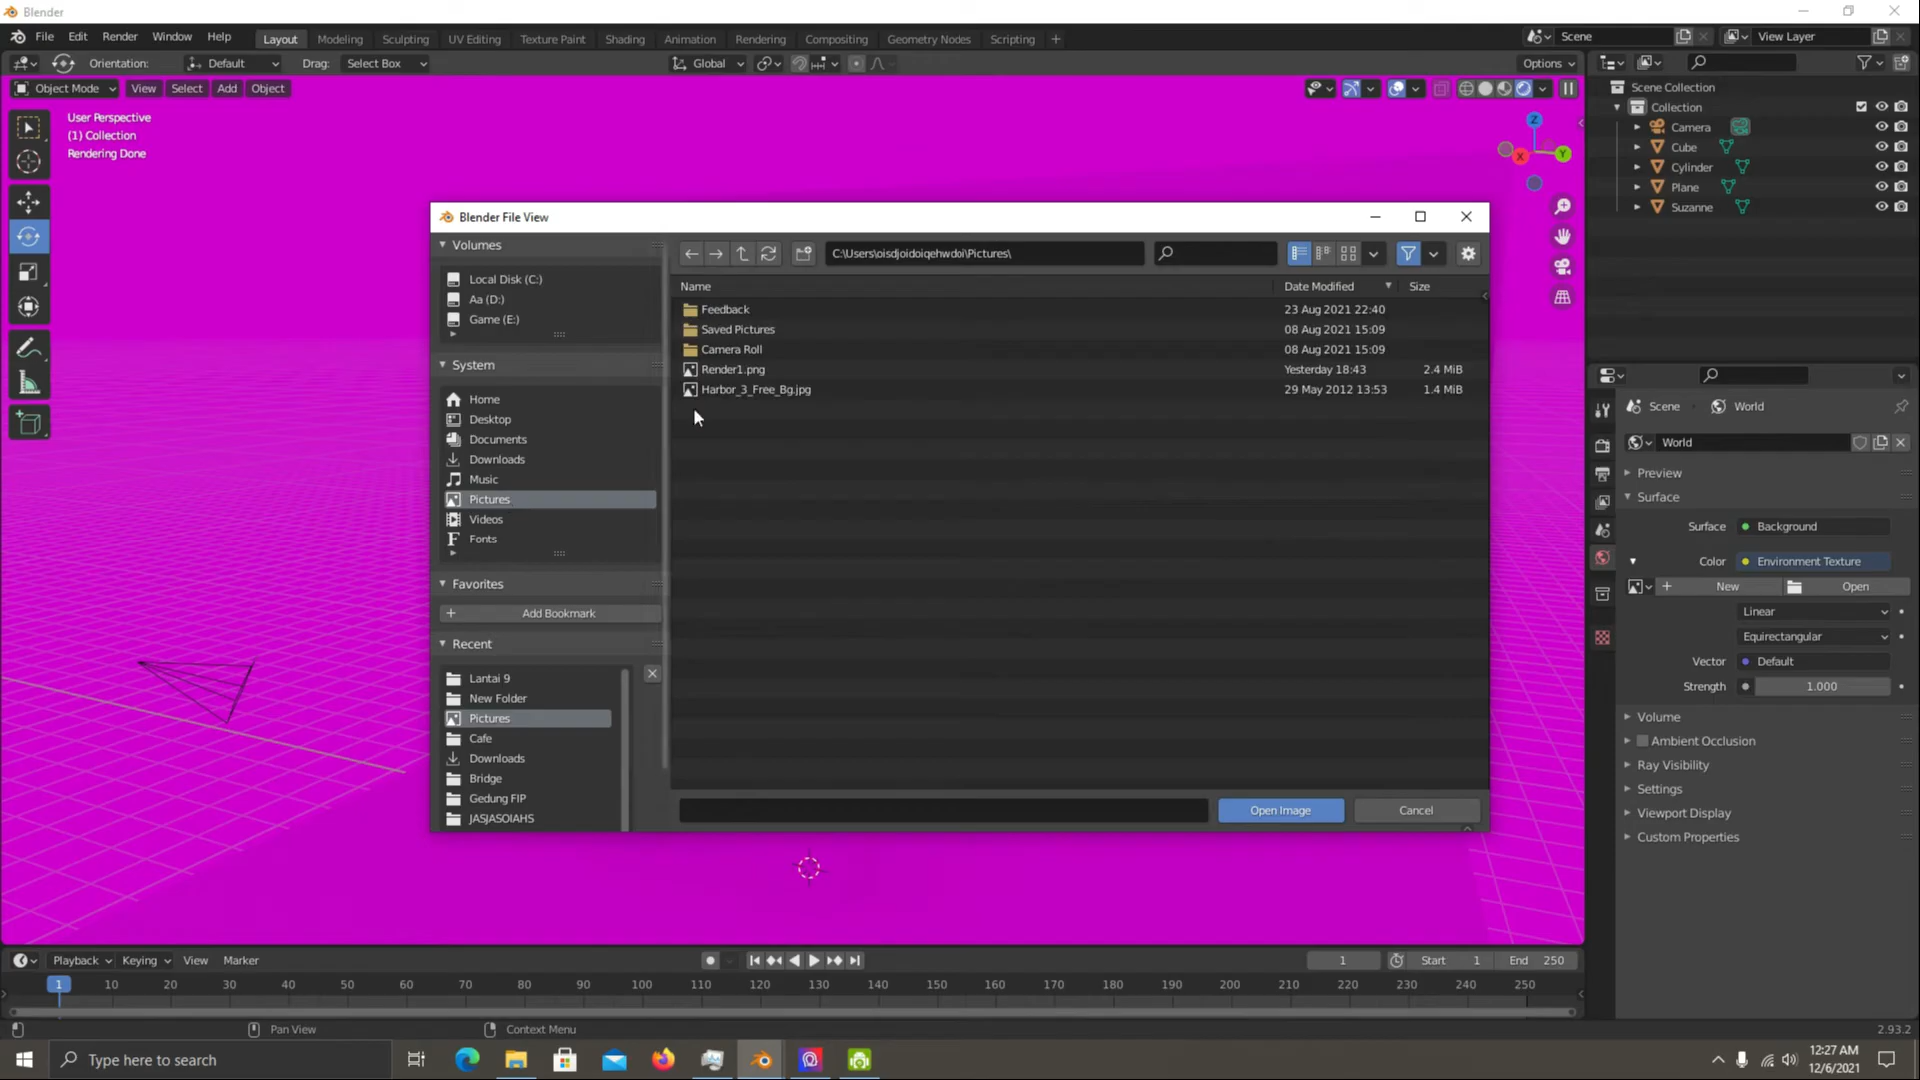 Blender
File Edit Render Window Help Layout Modeling Sculpting UV Editing Texture Paint Shading Animation Rendering Compositing Geometry Nodes Scripting + Scene View Layer
Orientation: Default Drag: Select Box Global Options
Object Mode View Select Add Object
User Perspective
(1) Collection
Rendering Done
Z
X
Y
Scene Collection
Collection
Camera
Cube
Cylinder
Plane
Suzanne
Blender File View
Volumes
Local Disk (C:)
Aa (D:)
Game (E:)
System
Home
Desktop
Documents
Downloads
Music
Pictures
Videos
Fonts
Favorites
Add Bookmark
Recent
Lantai 9
New Folder
Pictures
Cafe
Downloads
Bridge
Gedung FIP
JASJASOIAHS
C:\Users\oisdjoidoiqehwdoi\Pictures\
Name Date Modified Size
Feedback 23 Aug 2021 22:40
Saved Pictures 08 Aug 2021 15:09
Camera Roll 08 Aug 2021 15:09
Render1.png Yesterday 18:43 2.4 MiB
Harbor_3_Free_Bg.jpg 29 May 2012 13:53 1.4 MiB
Open Image Cancel
Scene World
World
Preview
Surface
Surface Background
Color Environment Texture
New Open
Linear
Equirectangular
Vector Default
Strength 1.000
Volume
Ambient Occlusion
Ray Visibility
Settings
Viewport Display
Custom Properties
Playback Keying View Marker 1 Start 1 End 250
1 10 20 30 40 50 60 70 80 90 100 110 120 130 140 150 160 170 180 190 200 210 220 230 240 250
Pan View Context Menu 2.93.2
Type here to search
12:27 AM
12/6/2021